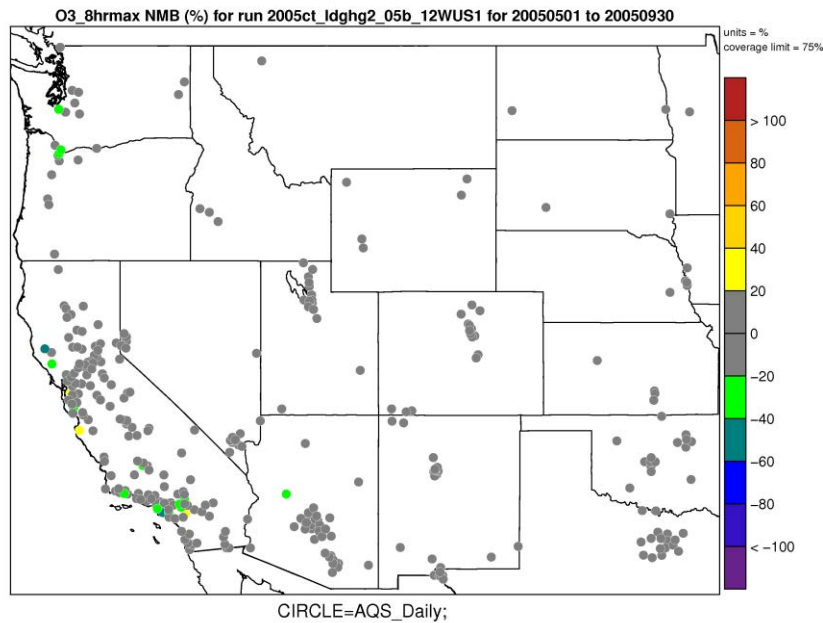 O3_8hrmax NMB (%) for run 2005ct_ldghg2_05b_12WUS1 for 20050501 to 20050930
units = %
coverage limit = 75%
> 100
80
60
40
20
0
−20
−40
−60
−80
< −100
CIRCLE=AQS_Daily;